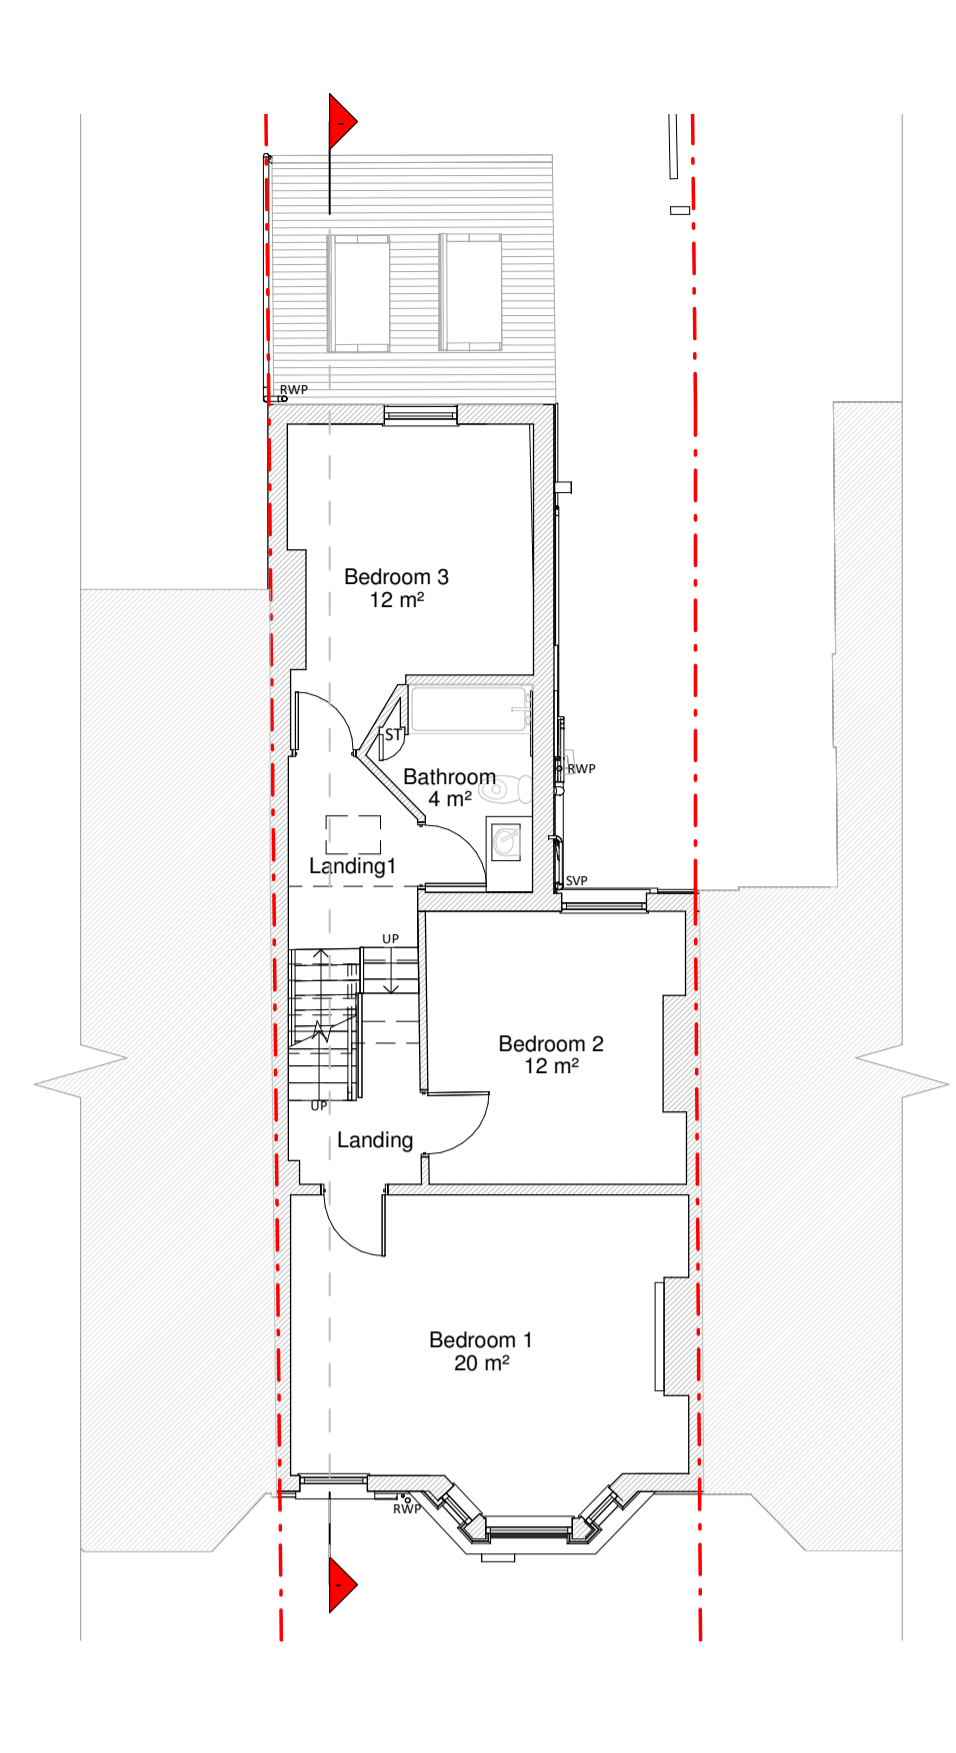 -
RWP
Bedroom 3
12 m²
ST
Bathroom
4 m²
RWP
Landing1
SVP
UP
Bedroom 2
12 m²
UP
Landing
Bedroom 1
20 m²
RWP
-